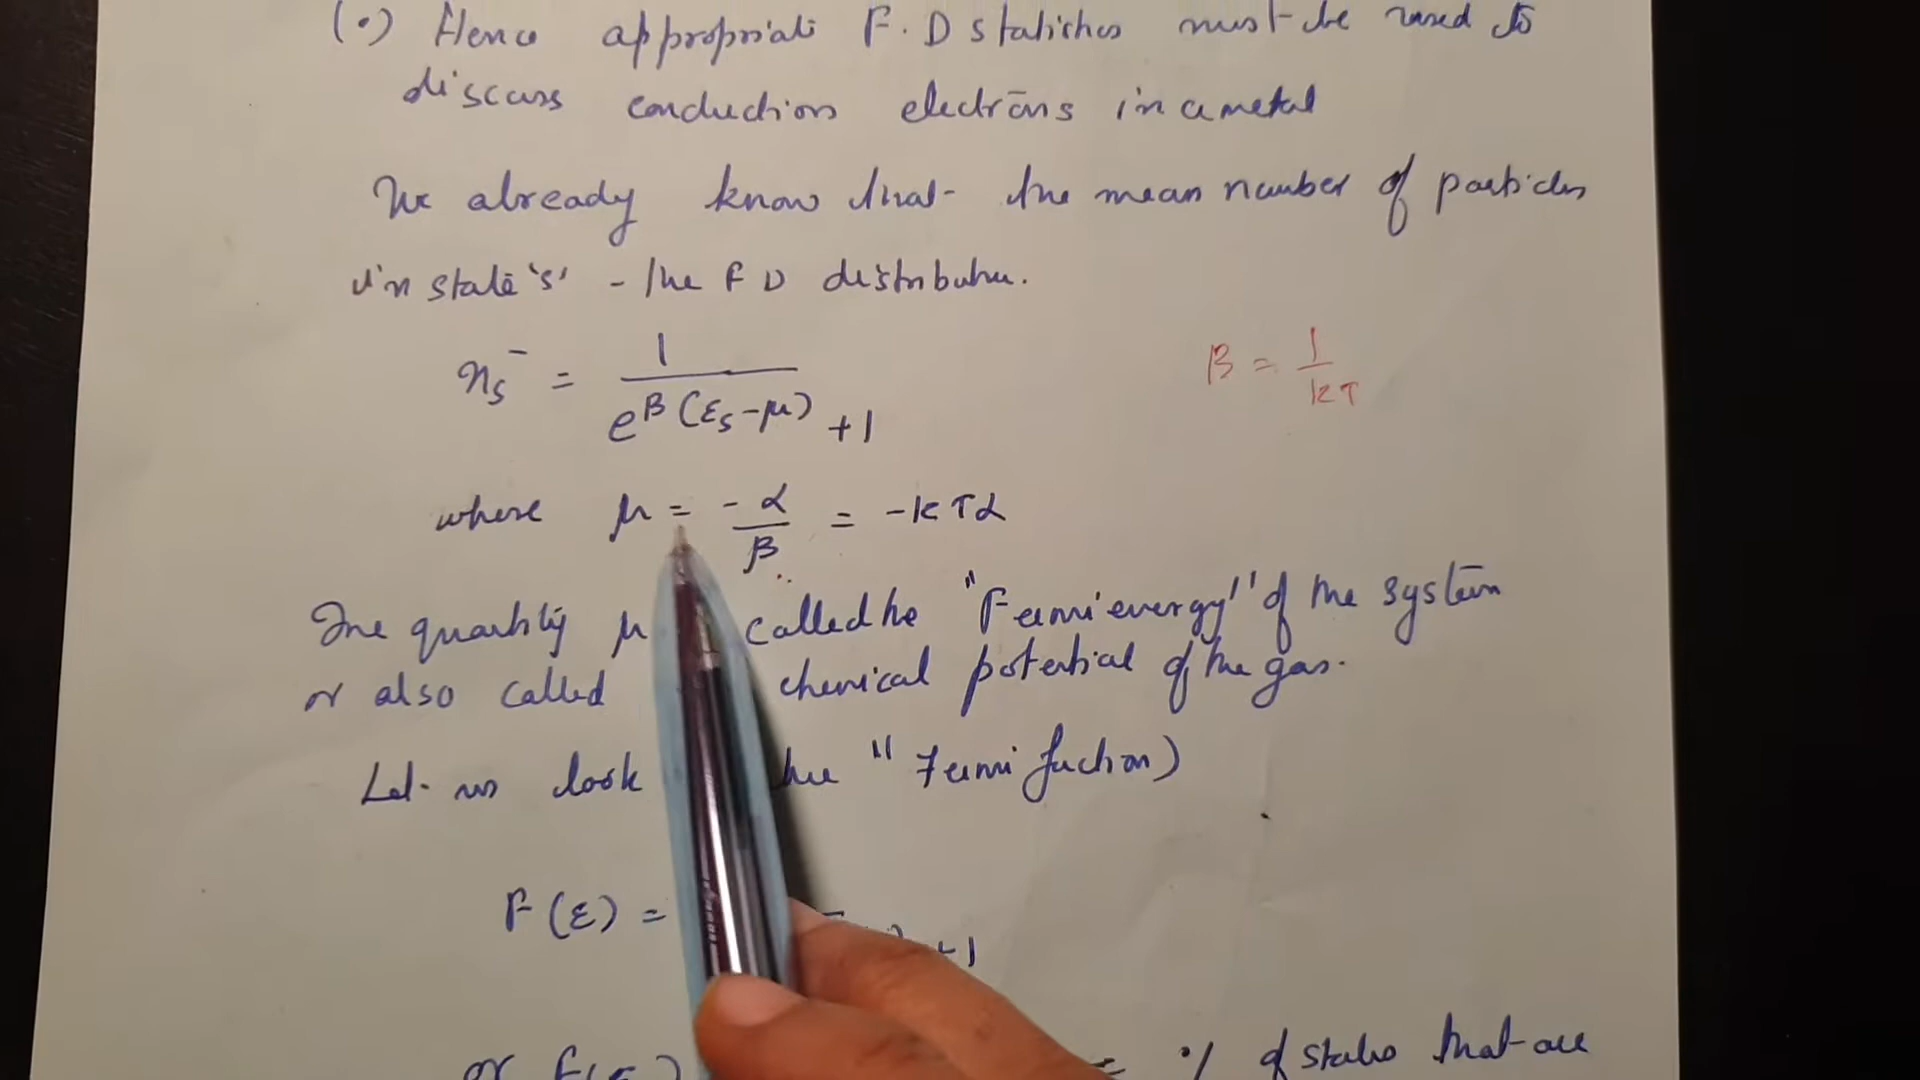 (•) Hence appropriate F.D statistics must be used to
discuss conduction electrons in a metal
We already know that the mean number of particles
in state 's' - the F D distribution.
n̄s = 1 / e^β(εs-μ) +1
β = 1/kT
where μ = -α/β = -kTα
The quantity μ called the "Fermi energy" of the system
or also called chemical potential of the gas.
Let us look the "Fermi function)
F(ε) = +1
or F(ε) = % of states that are